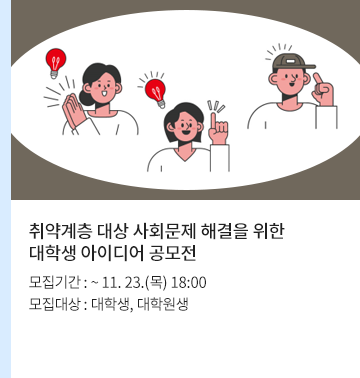 취약계층 대상 사회문제 해결을 위한
대학생 아이디어 공모전
모집기간 : ~ 11. 23.(목) 18:00
모집대상 : 대학생, 대학원생